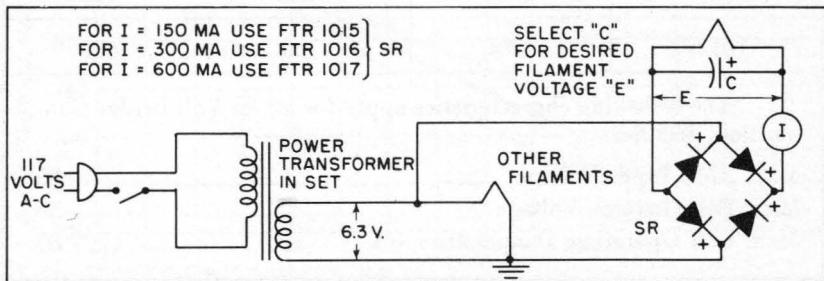 FOR I = 150 MA USE FTR 1015
FOR I = 300 MA USE FTR 1016
FOR I = 600 MA USE FTR 1017
SR
SELECT "C"
FOR DESIRED
FILAMENT
VOLTAGE "E"
+
C
I
117
VOLTS
A-C
POWER
TRANSFORMER
IN SET
6.3 V.
OTHER
FILAMENTS
SR
+
+
+
+